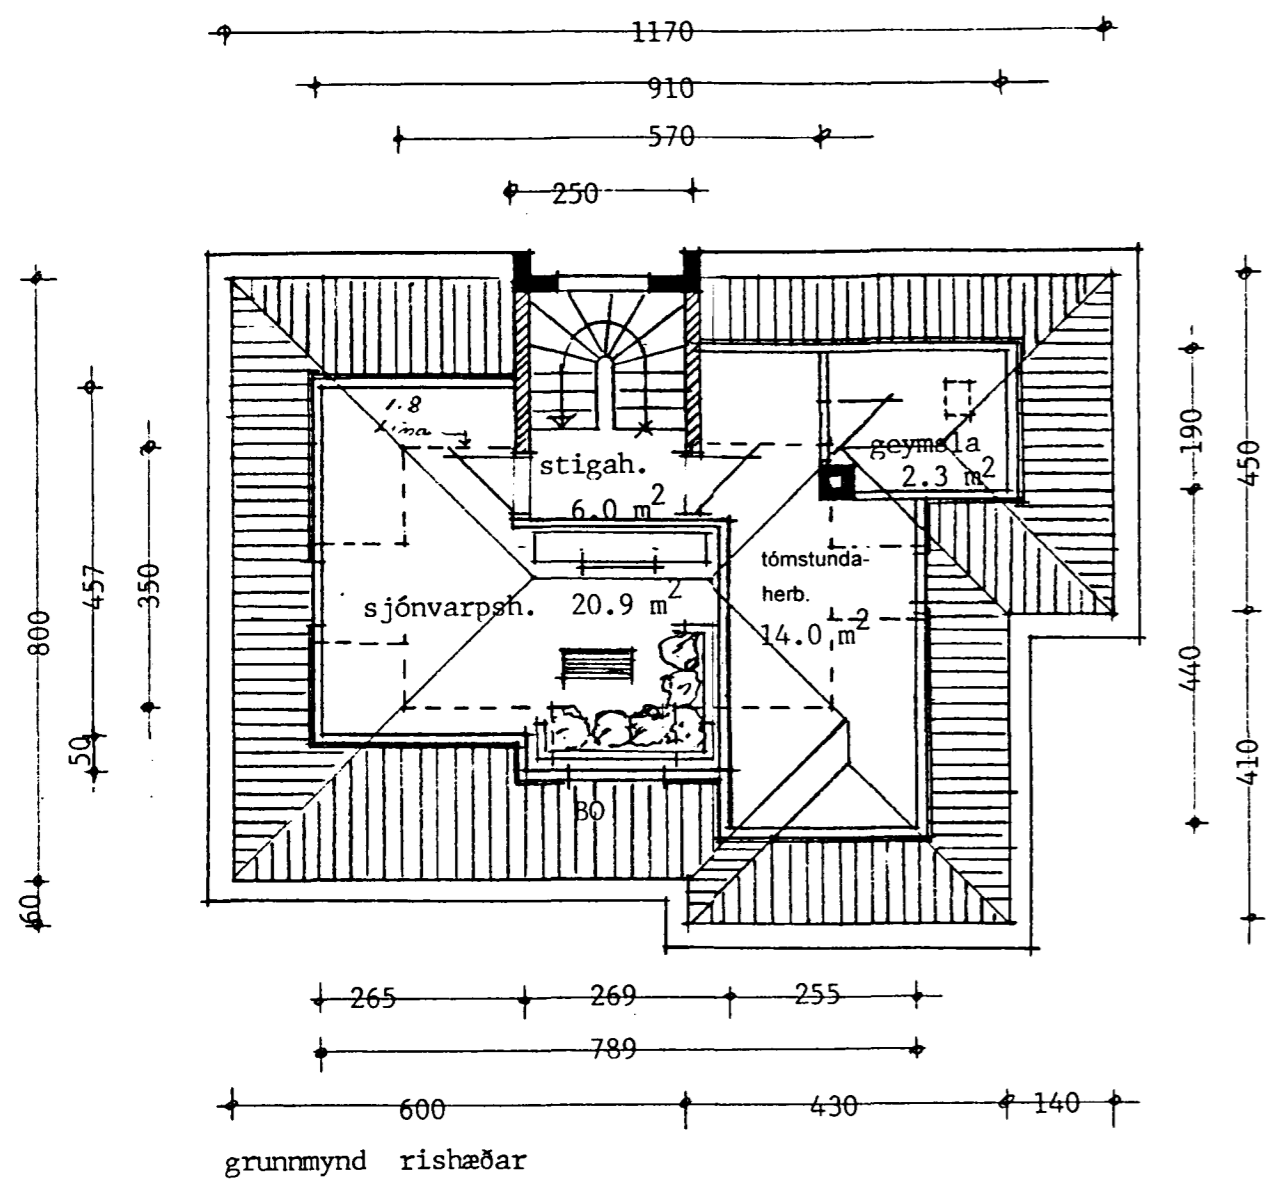 1170
910
570
250
1.8
lína
geymsla
2.3 m²
stigah.
6.0 m²
tómstunda-
herb.
14.0 m²
sjónvarpsh. 20.9 m²
80
800
60
457
50
350
190
440
450
410
265 269 255
789
600 430 140
grunnmynd rishæðar